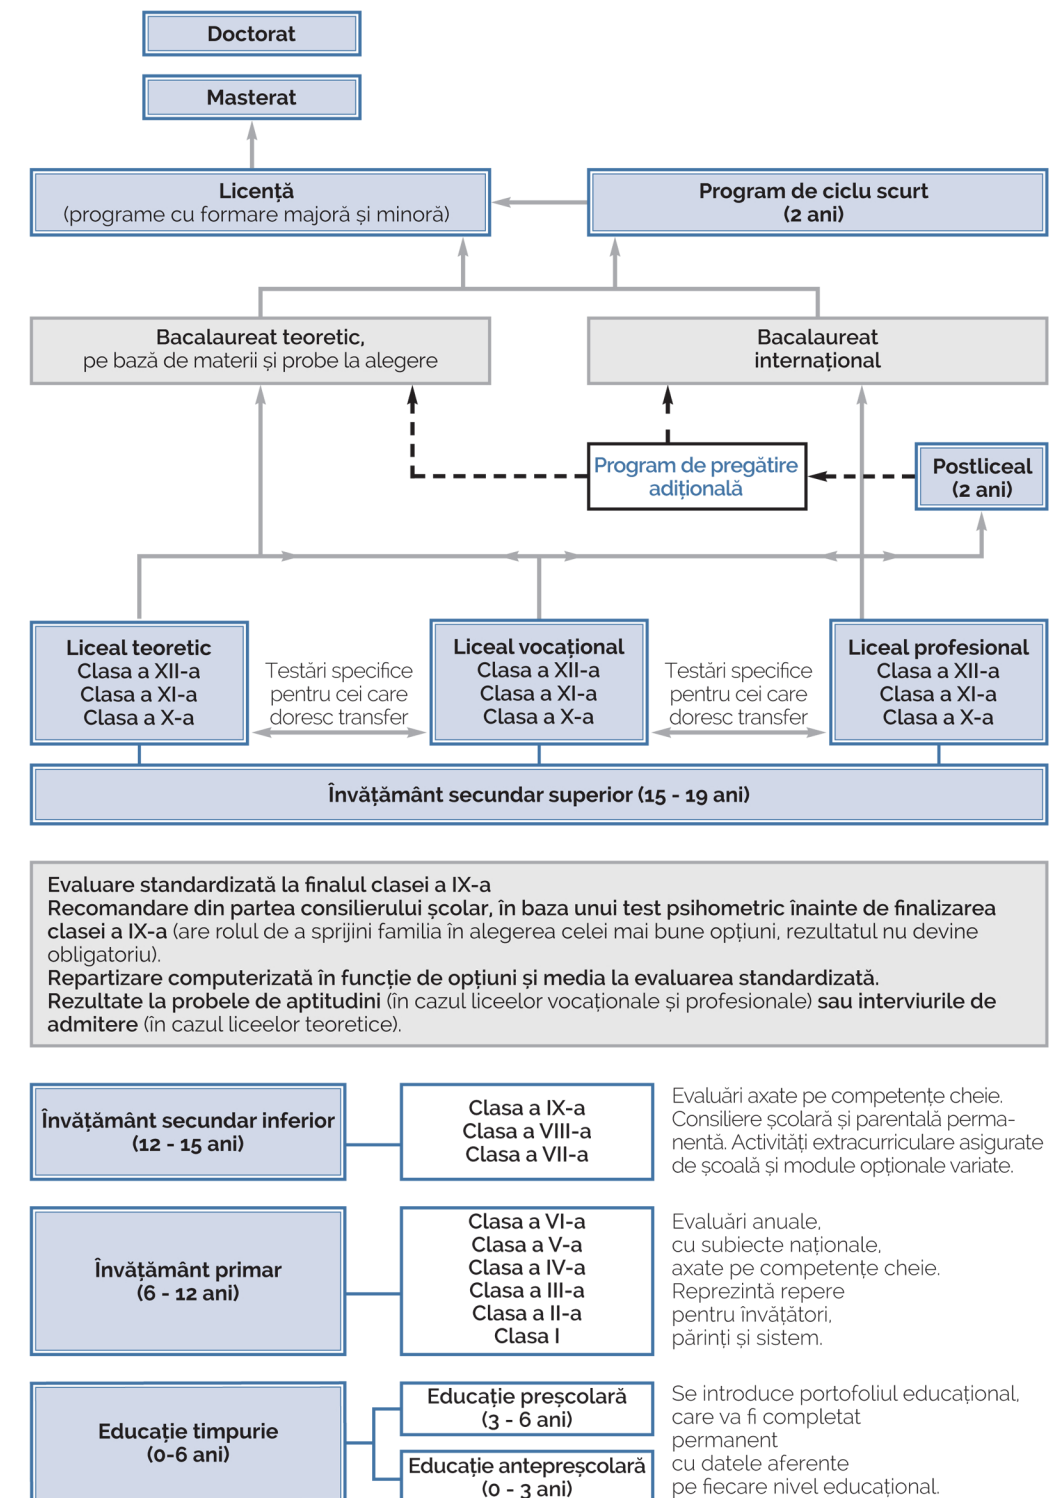 Doctorat
Masterat
Licență
(programe cu formare majoră și minoră)
Program de ciclu scurt
(2 ani)
Bacalaureat teoretic,
pe bază de materii și probe la alegere
Bacalaureat
internațional
Program de pregătire
adițională
Postliceal
(2 ani)
Liceal teoretic
Clasa a XII-a
Clasa a XI-a
Clasa a X-a
Testări specifice
pentru cei care
doresc transfer
Liceal vocațional
Clasa a XII-a
Clasa a XI-a
Clasa a X-a
Testări specifice
pentru cei care
doresc transfer
Liceal profesional
Clasa a XII-a
Clasa a XI-a
Clasa a X-a
Învățământ secundar superior (15 - 19 ani)
Evaluare standardizată la finalul clasei a IX-a
Recomandare din partea consilierului școlar, în baza unui test psihometric înainte de finalizarea
clasei a IX-a (are rolul de a sprijini familia în alegerea celei mai bune opțiuni, rezultatul nu devine
obligatoriu).
Repartizare computerizată în funcție de opțiuni și media la evaluarea standardizată.
Rezultate la probele de aptitudini (în cazul liceelor vocaționale și profesionale) sau interviurile de
admitere (în cazul liceelor teoretice).
Învățământ secundar inferior
(12 - 15 ani)
Clasa a IX-a
Clasa a VIII-a
Clasa a VII-a
Evaluări axate pe competențe cheie.
Consiliere școlară și parentală perma-
nentă. Activități extracurriculare asigurate
de școală și module opționale variate.
Învățământ primar
(6 - 12 ani)
Clasa a VI-a
Clasa a V-a
Clasa a IV-a
Clasa a III-a
Clasa a II-a
Clasa I
Evaluări anuale,
cu subiecte naționale,
axate pe competențe cheie.
Reprezintă repere
pentru învățători,
părinți și sistem.
Educație timpurie
(0-6 ani)
Educație preșcolară
(3 - 6 ani)
Educație antepreșcolară
(0 - 3 ani)
Se introduce portofoliul educațional,
care va fi completat
permanent
cu datele aferente
pe fiecare nivel educațional.